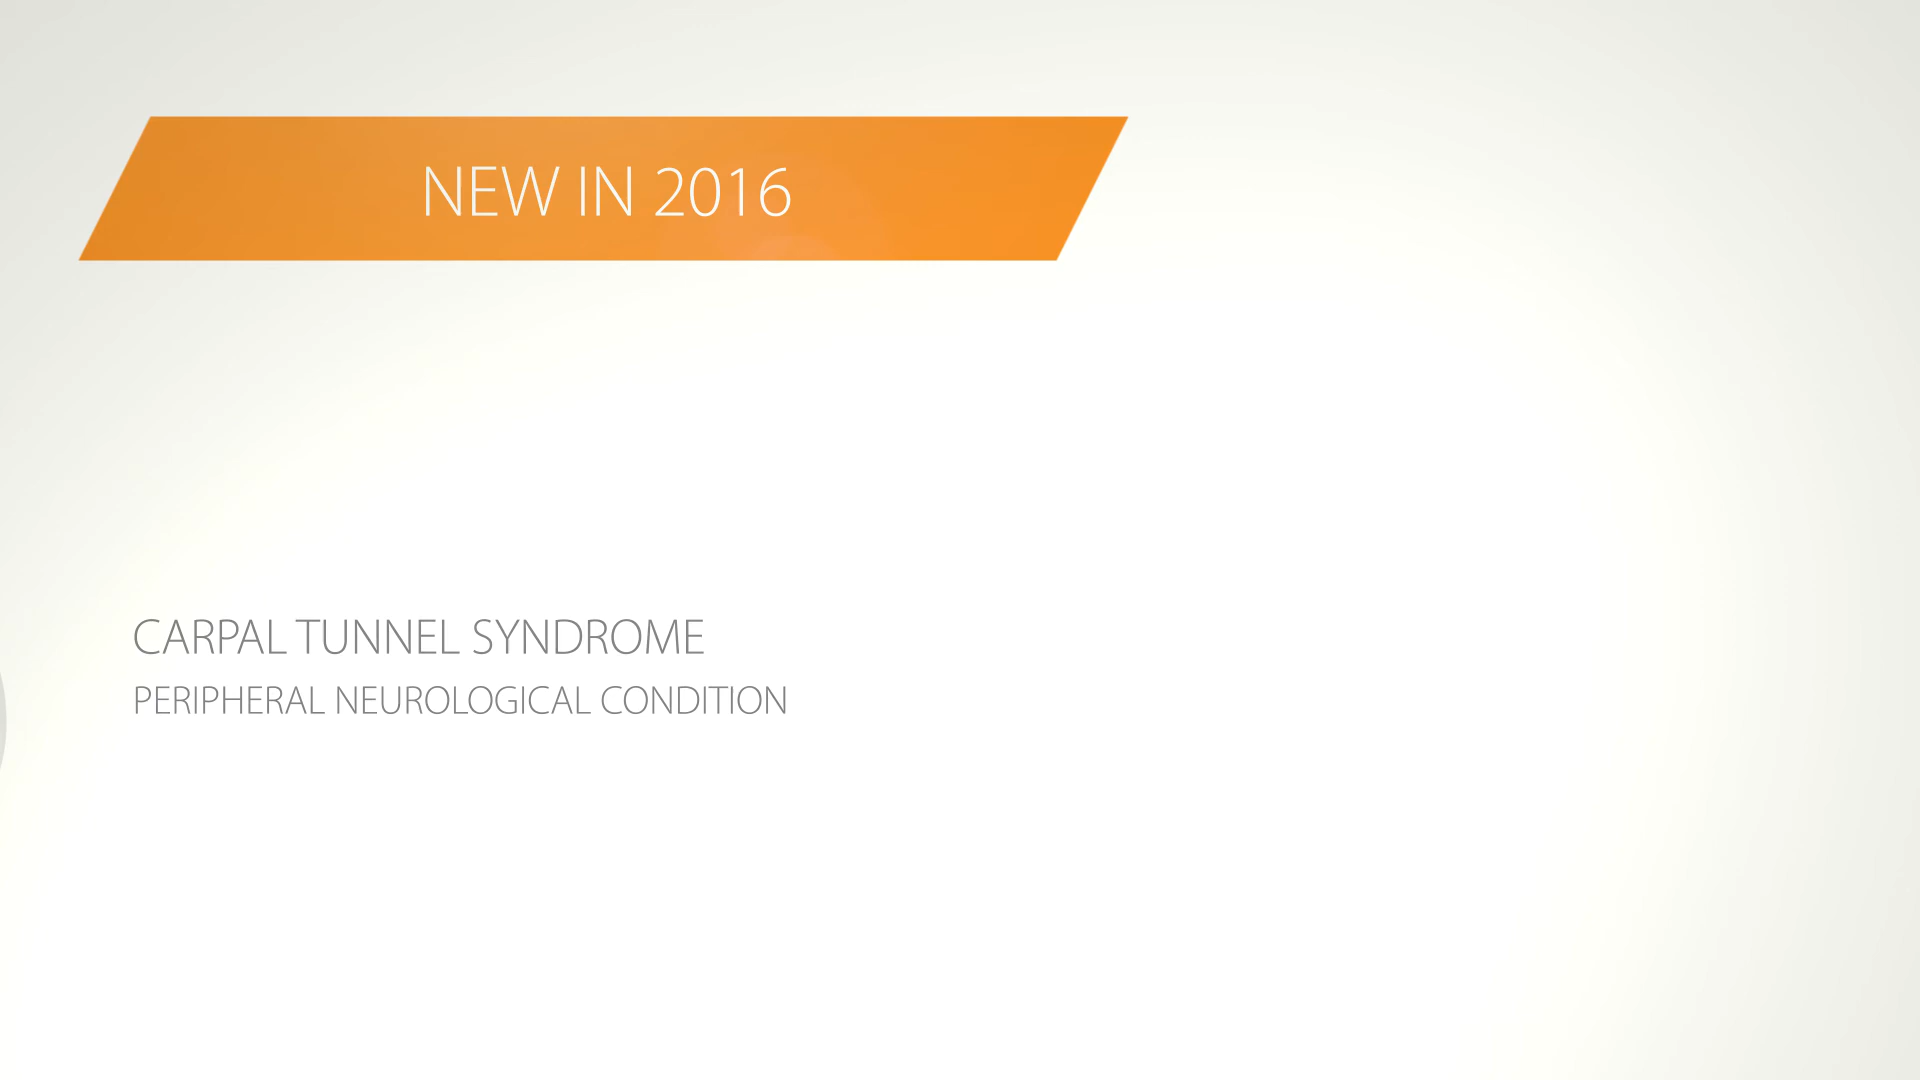 NEW IN 2016
CARPAL TUNNEL SYNDROME
PERIPHERAL NEUROLOGICAL CONDITION